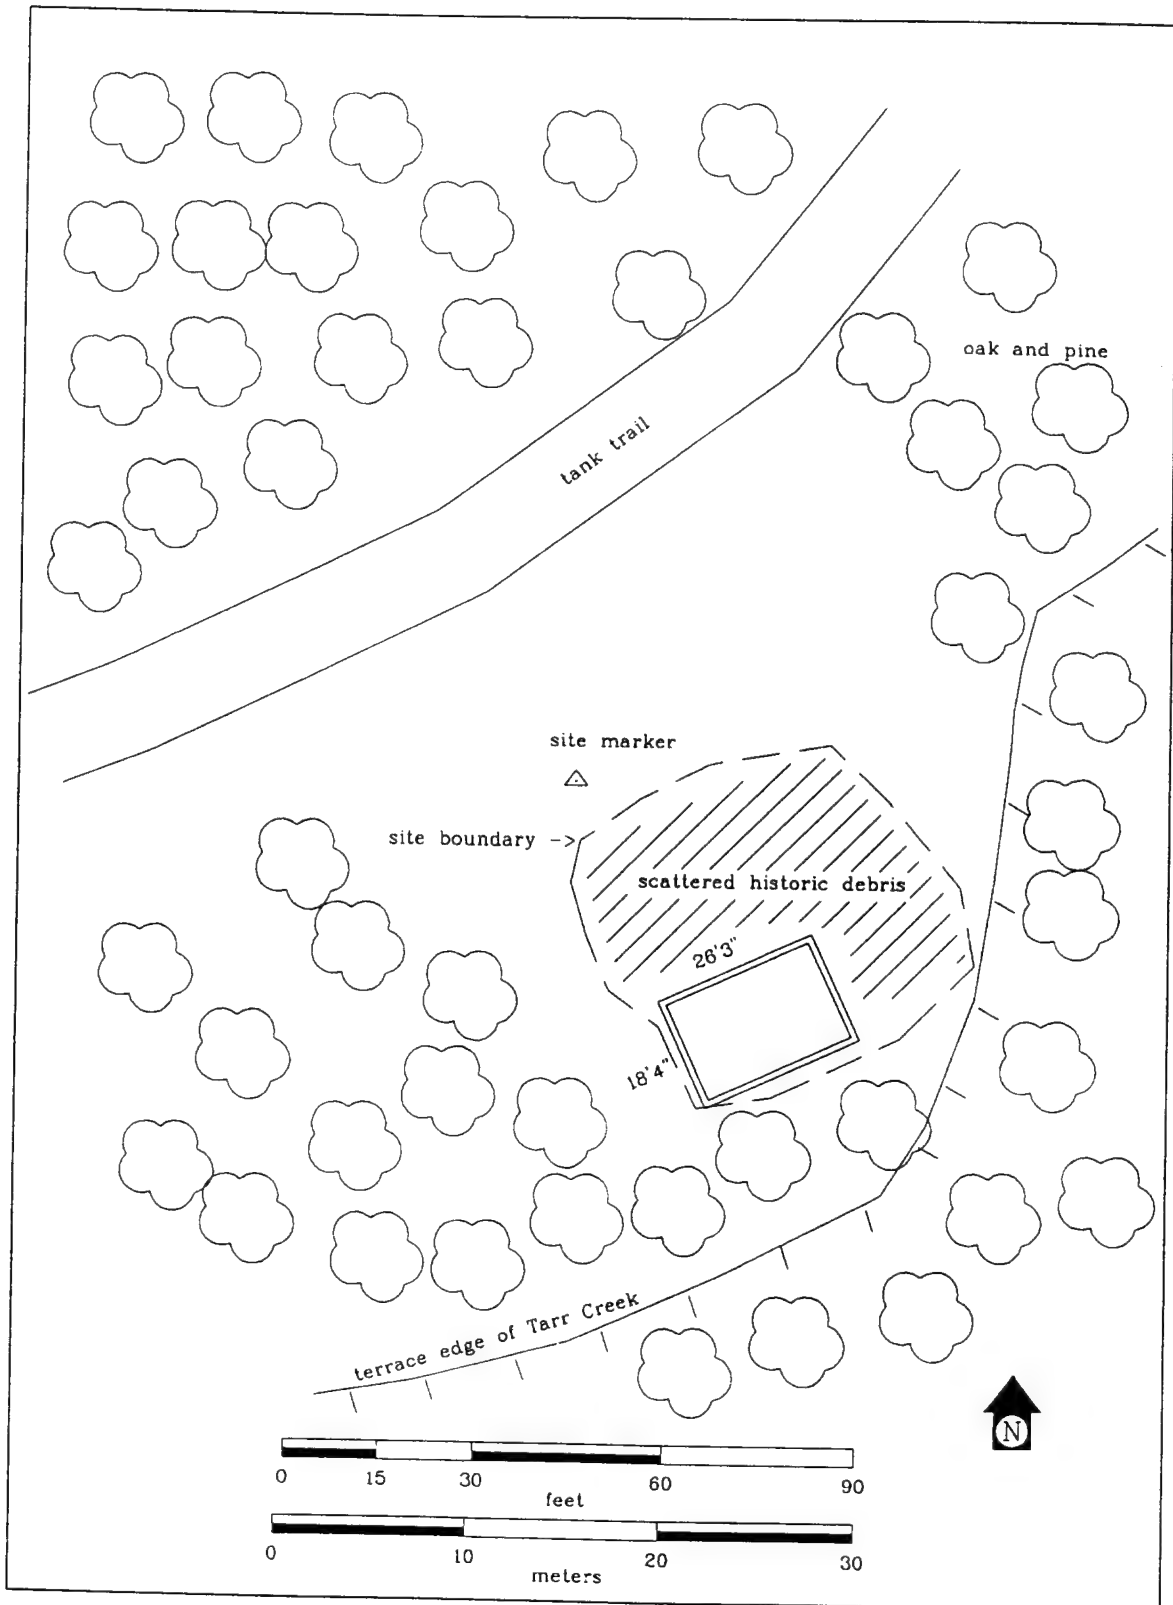 oak and pine
tank trail
site marker
site boundary ->
scattered historic debris
26'3"
18'4"
terrace edge of Tarr Creek
N
0 15 30 60 90
feet
0 10 20 30
meters